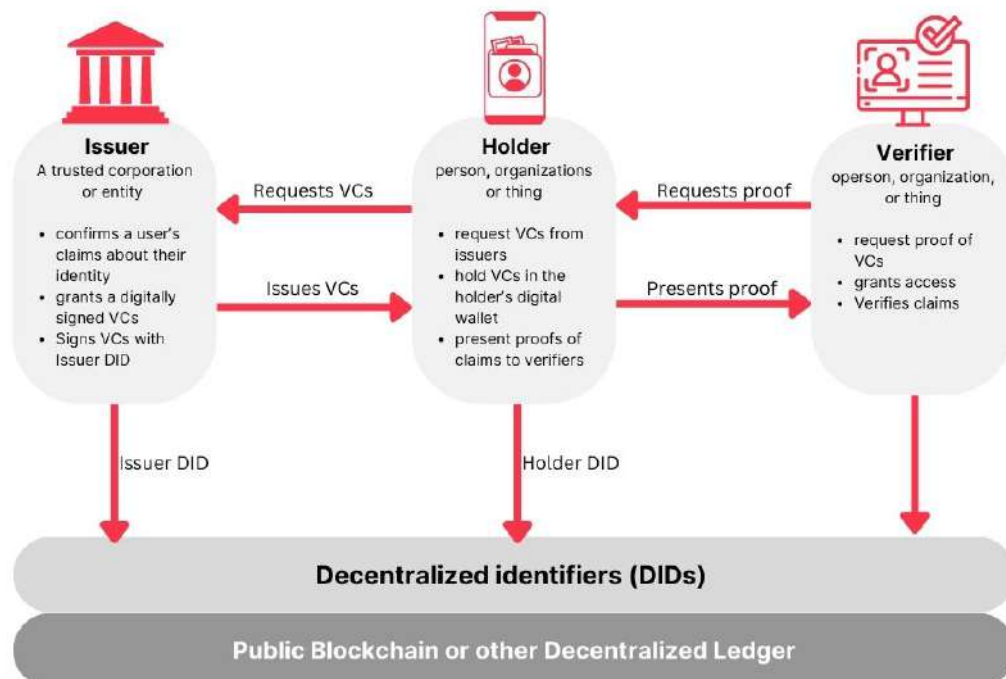 Issuer
A trusted corporation
or entity
• confirms a user's
claims about their
identity
• grants a digitally
signed VCs
• Signs VCs with
Issuer DID
Requests VCs
Issues VCs
Holder
person, organizations
or thing
• request VCs from
issuers
• hold VCs in the
holder's digital
wallet
• present proofs of
claims to verifiers
Requests proof
Presents proof
Verifier
operson, organization,
or thing
• request proof of
VCs
• grants access
• Verifies claims
Issuer DID
Holder DID
Decentralized identifiers (DIDs)
Public Blockchain or other Decentralized Ledger